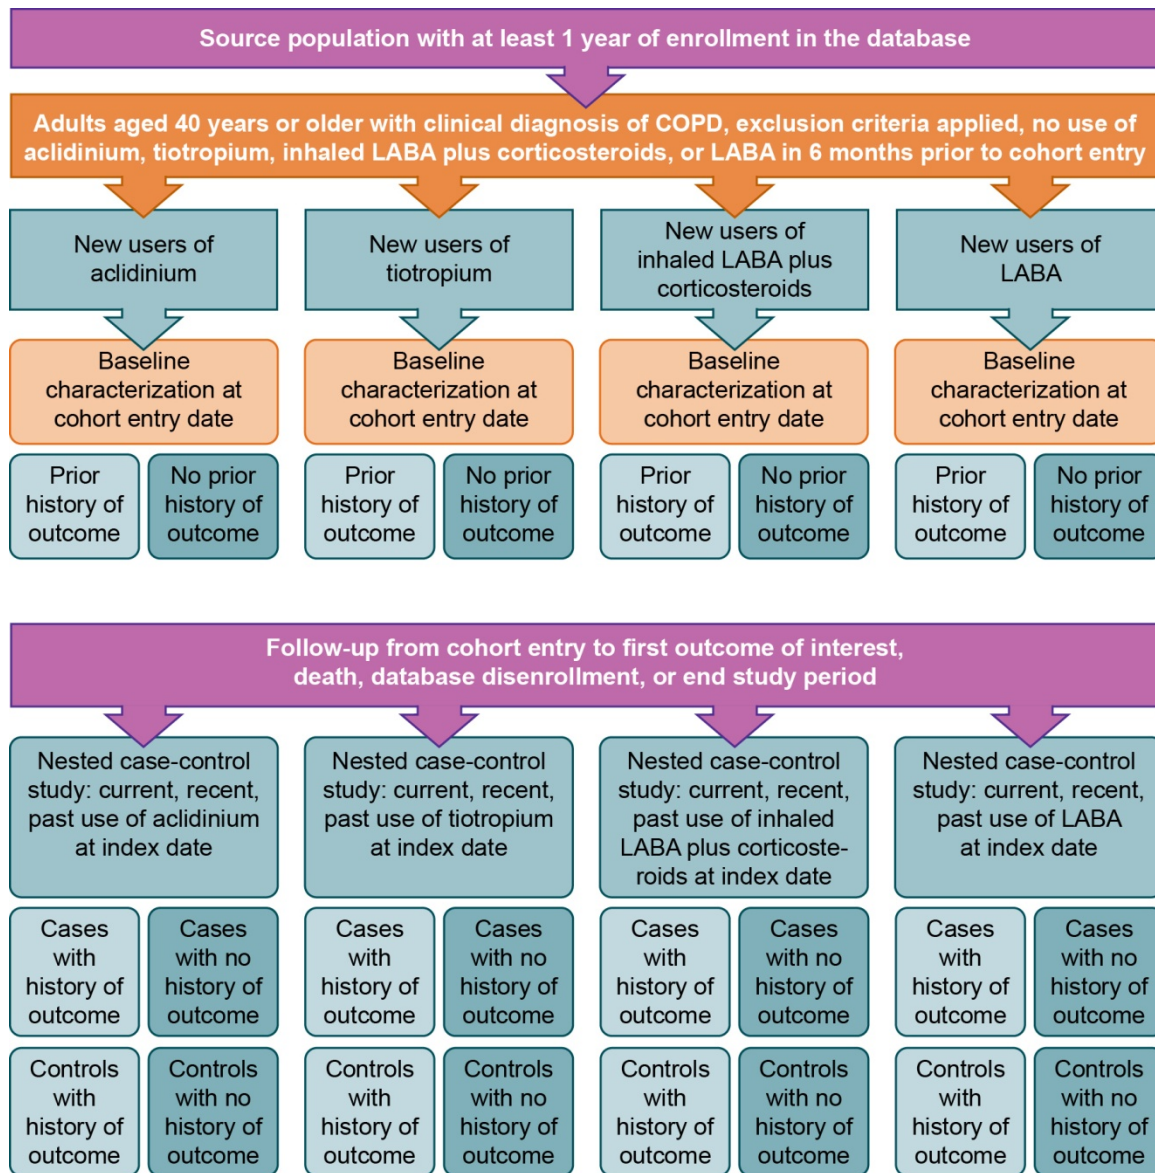 Source population with at least 1 year of enrollment in the database
Adults aged 40 years or older with clinical diagnosis of COPD, exclusion criteria applied, no use of
aclidinium, tiotropium, inhaled LABA plus corticosteroids, or LABA in 6 months prior to cohort entry
New users of
aclidinium
New users of
tiotropium
New users of
inhaled LABA plus
corticosteroids
New users of
LABA
Baseline
characterization at
cohort entry date
Baseline
characterization at
cohort entry date
Baseline
characterization at
cohort entry date
Baseline
characterization at
cohort entry date
Prior
history of
outcome
No prior
history of
outcome
Prior
history of
outcome
No prior
history of
outcome
Prior
history of
outcome
No prior
history of
outcome
Prior
history of
outcome
No prior
history of
outcome
Follow-up from cohort entry to first outcome of interest,
death, database disenrollment, or end study period
Nested case-control
study: current, recent,
past use of aclidinium
at index date
Nested case-control
study: current, recent,
past use of tiotropium
at index date
Nested case-control
study: current, recent,
past use of inhaled
LABA plus corticoste-
roids at index date
Nested case-control
study: current, recent,
past use of LABA
at index date
Cases
with
history of
outcome
Cases
with no
history of
outcome
Cases
with
history of
outcome
Cases
with no
history of
outcome
Cases
with
history of
outcome
Cases
with no
history of
outcome
Cases
with
history of
outcome
Cases
with no
history of
outcome
Controls
with
history of
outcome
Controls
with no
history of
outcome
Controls
with
history of
outcome
Controls
with no
history of
outcome
Controls
with
history of
outcome
Controls
with no
history of
outcome
Controls
with
history of
outcome
Controls
with no
history of
outcome